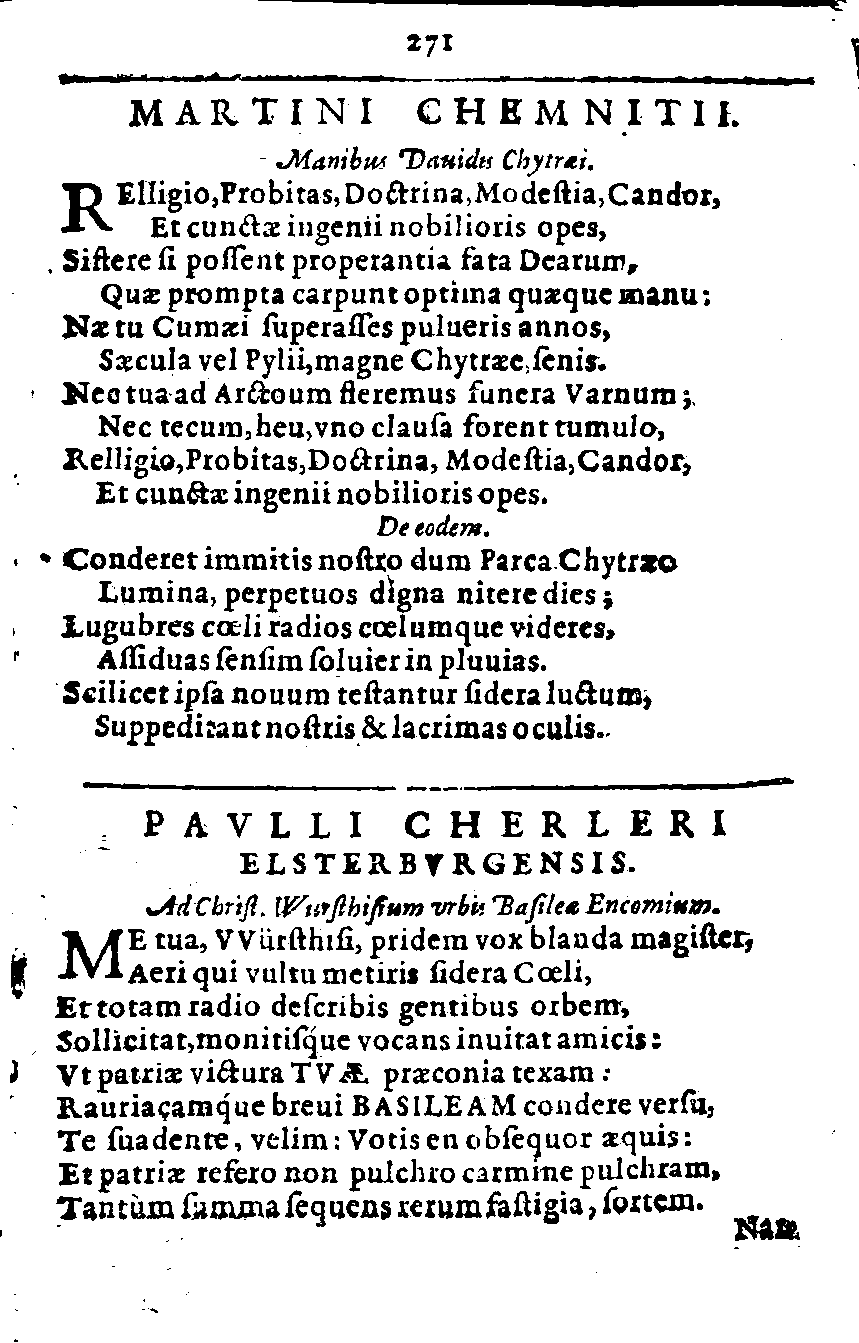 271
MARTINI CHEMNITII.
Manibus Dauidis Chytræi.
RElligio, Probitas, Doctrina, Modeſtia, Candor,
Et cunctæ ingenii nobilioris opes,
Siſtere ſi poſſent properantia fata Dearum,
Quæ prompta carpunt optima quæque manu:
Næ tu Cumæi ſuperaſſes pulueris annos,
Sæcula vel Pylii, magne Chytræe, ſenis.
Nec tua ad Arctoum fleremus funera Varnum;
Nec tecum, heu, vno clauſa forent tumulo,
Relligio, Probitas, Doctrina, Modeſtia, Candor,
Et cunctæ ingenii nobilioris opes.
De eodem.
Conderet immitis noſtro dum Parca Chytræo
Lumina, perpetuos digna nitere dies;
Lugubres cœli radios cœlumque videres,
Aſſiduas ſenſim ſoluier in pluuias.
Scilicet ipſa nouum teſtantur ſidera luctum,
Suppeditant noſtris & lacrimas oculis.
PAVLLI CHERLERI
ELSTERBVRGENSIS.
Ad Chriſt. Wurſthiſium vrbis Baſileæ Encomium.
ME tua, VVürſthiſi, pridem vox blanda magiſter,
Aeri qui vultu metiris ſidera Cœli,
Et totam radio deſcribis gentibus orbem,
Sollicitat, monitiſq́ue vocans inuitat amicis:
Vt patriæ victura TVÆ præconia texam:
Rauriaçamq́ue breui BASILEAM condere verſu,
Te ſuadente, velim: Votis en obſequor æquis:
Et patriæ refero non pulchro carmine pulchram,
Tantùm ſumma ſequens rerum faſtigia, ſortem.
Nam